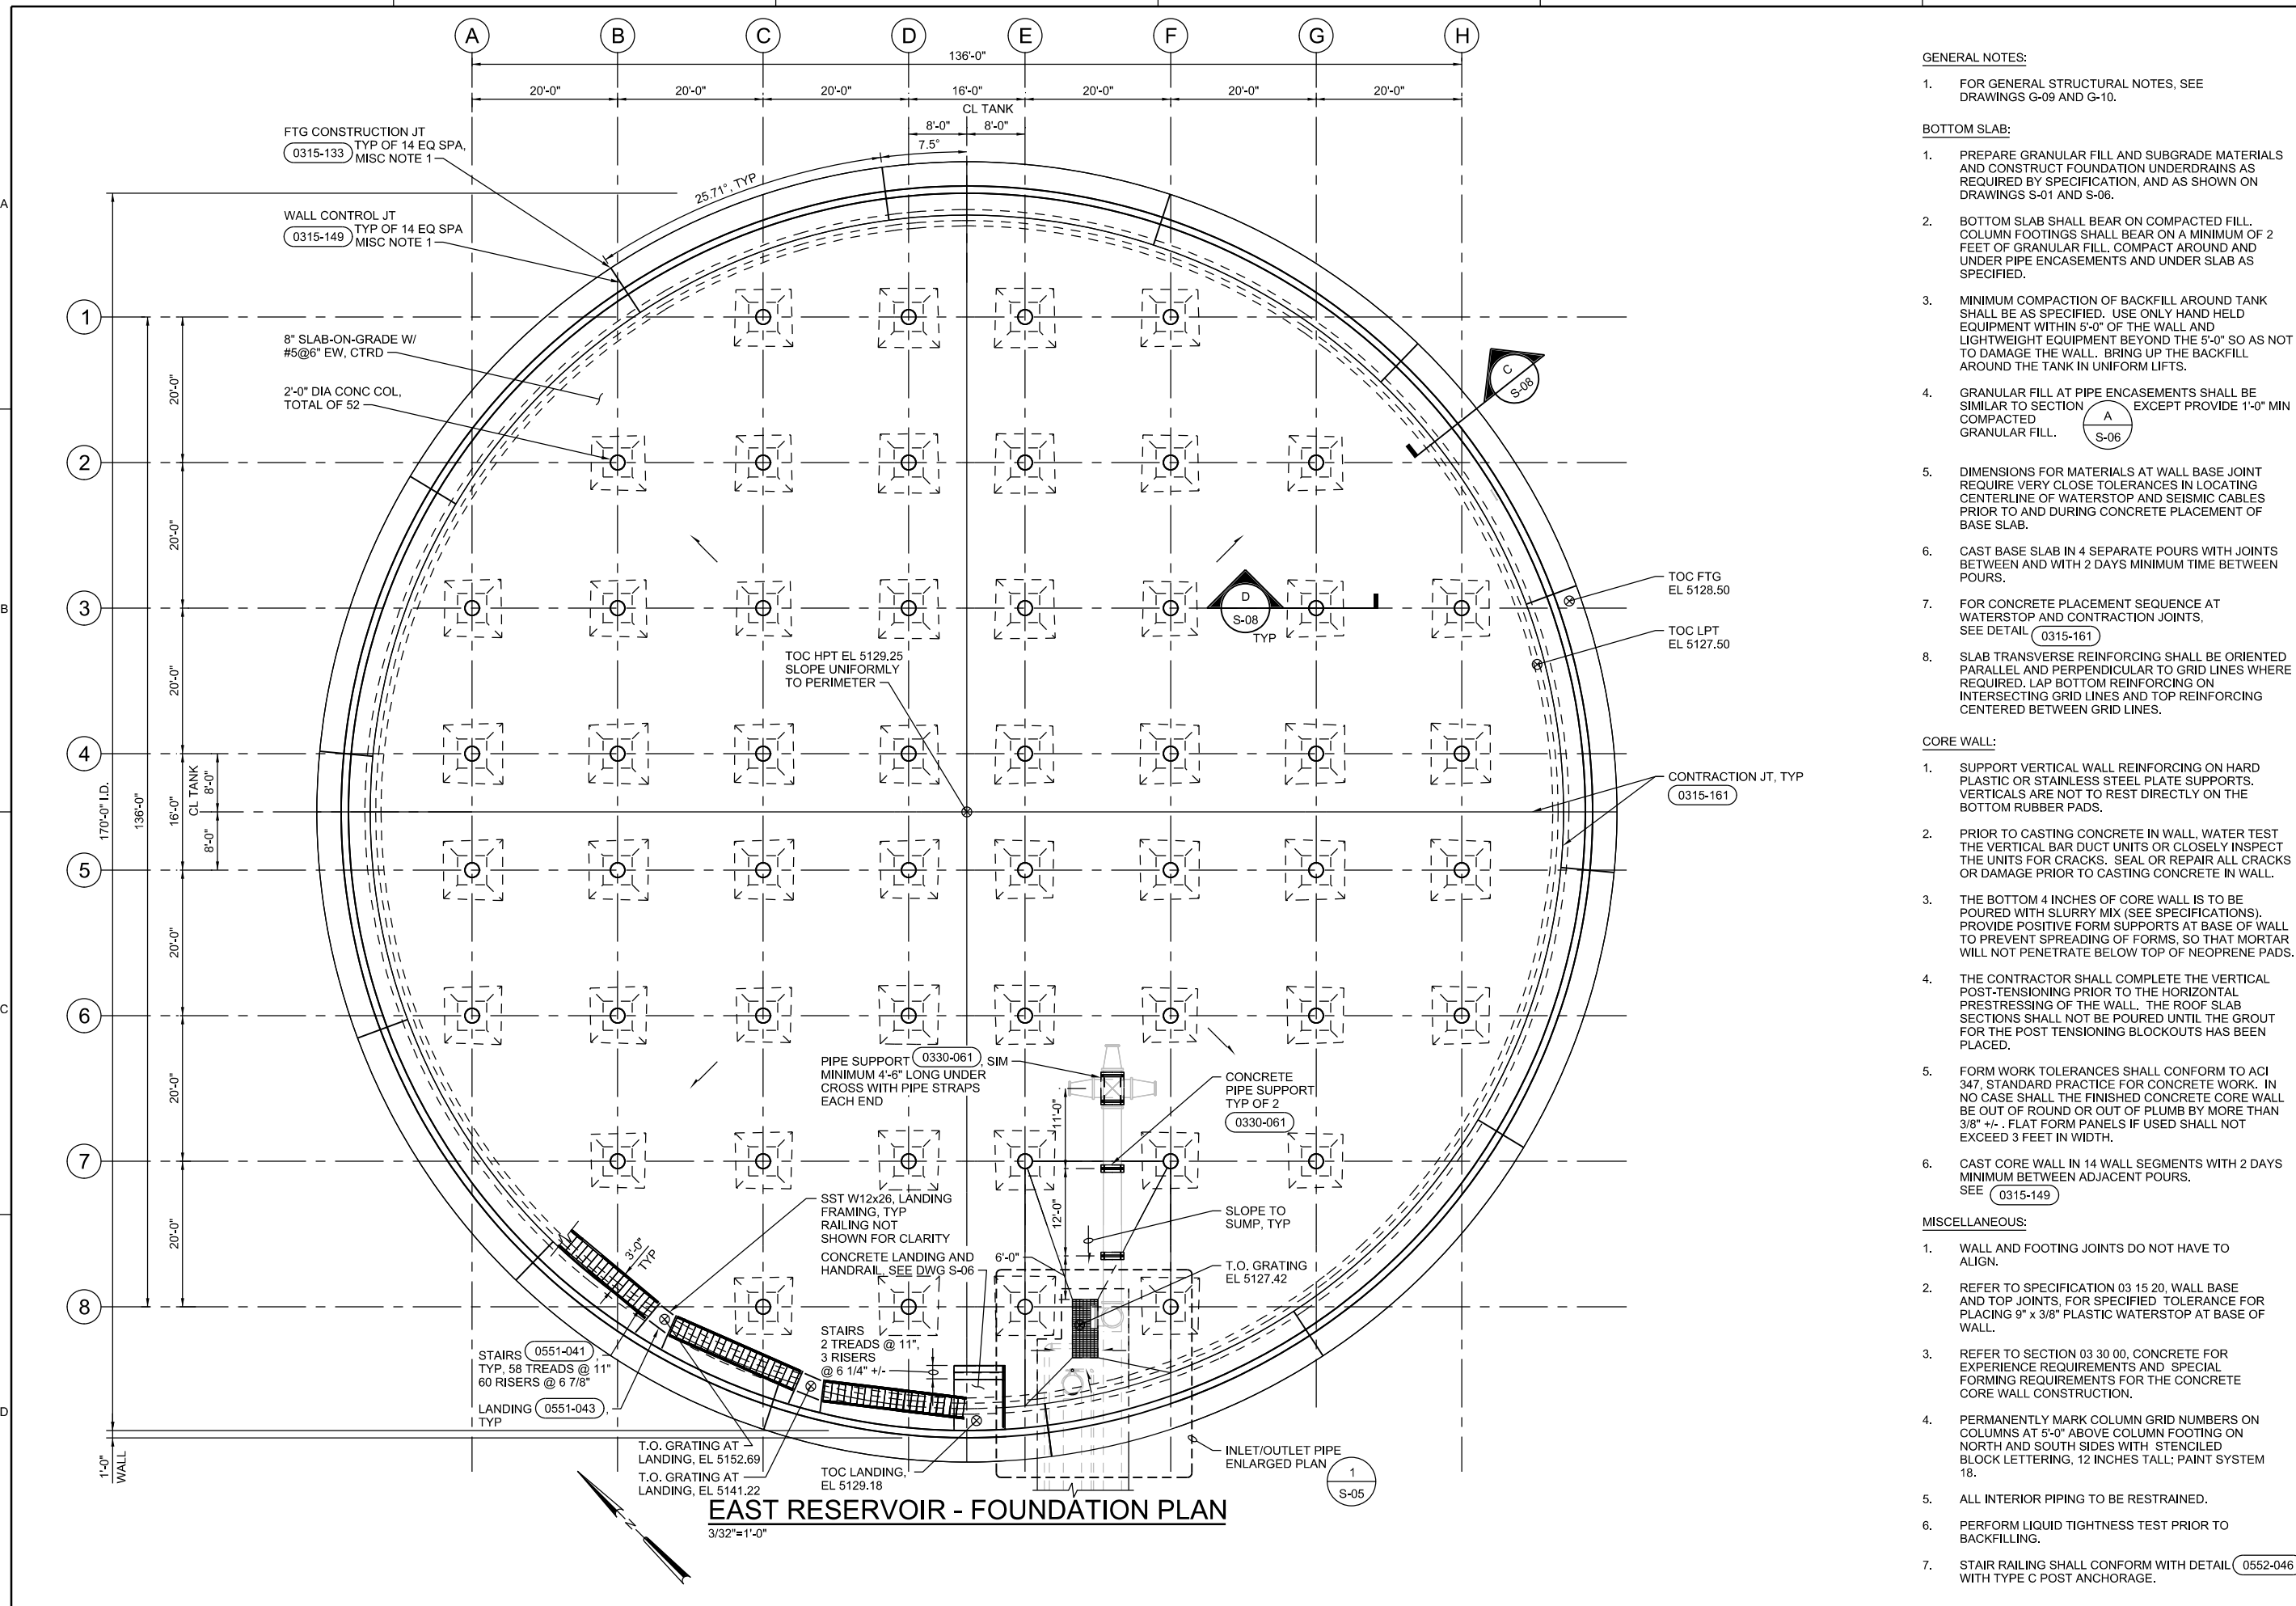 A
B
C
D
E
F
G
H
136'-0"
20'-0"
20'-0"
20'-0"
16'-0"
20'-0"
20'-0"
20'-0"
CL TANK
8'-0"
8'-0"
7.5°
25.71°, TYP
FTG CONSTRUCTION JT
0315-133 TYP OF 14 EQ SPA,
MISC NOTE 1
WALL CONTROL JT
0315-149 TYP OF 14 EQ SPA
MISC NOTE 1
8" SLAB-ON-GRADE W/
#5@6" EW, CTRD
2'-0" DIA CONC COL,
TOTAL OF 52
1
2
3
4
5
6
7
8
20'-0"
20'-0"
20'-0"
16'-0"
CL TANK
8'-0"
8'-0"
20'-0"
20'-0"
20'-0"
136'-0"
170'-0" I.D.
1'-0"
WALL
A
B
C
D
C
S-08
D
S-08
TYP
TOC FTG
EL 5128.50
TOC LPT
EL 5127.50
TOC HPT EL 5129.25
SLOPE UNIFORMLY
TO PERIMETER
CONTRACTION JT, TYP
0315-161
PIPE SUPPORT 0330-061, SIM
MINIMUM 4'-6" LONG UNDER
CROSS WITH PIPE STRAPS
EACH END
CONCRETE
PIPE SUPPORT
TYP OF 2
0330-061
11'-0"
12'-0"
6'-0"
SST W12x26, LANDING
FRAMING, TYP
RAILING NOT
SHOWN FOR CLARITY
CONCRETE LANDING AND
HANDRAIL, SEE DWG S-06
SLOPE TO
SUMP, TYP
T.O. GRATING
EL 5127.42
3'-0"
TYP
STAIRS
2 TREADS @ 11",
3 RISERS
@ 6 1/4" +/-
STAIRS 0551-041,
TYP, 58 TREADS @ 11"
60 RISERS @ 6 7/8"
LANDING 0551-043,
TYP
T.O. GRATING AT
LANDING, EL 5152.69
T.O. GRATING AT
LANDING, EL 5141.22
TOC LANDING,
EL 5129.18
INLET/OUTLET PIPE
ENLARGED PLAN
1
S-05
N
EAST RESERVOIR - FOUNDATION PLAN
3/32"=1'-0"
GENERAL NOTES:
1. FOR GENERAL STRUCTURAL NOTES, SEE
DRAWINGS G-09 AND G-10.
BOTTOM SLAB:
1. PREPARE GRANULAR FILL AND SUBGRADE MATERIALS
AND CONSTRUCT FOUNDATION UNDERDRAINS AS
REQUIRED BY SPECIFICATION, AND AS SHOWN ON
DRAWINGS S-01 AND S-06.
2. BOTTOM SLAB SHALL BEAR ON COMPACTED FILL.
COLUMN FOOTINGS SHALL BEAR ON A MINIMUM OF 2
FEET OF GRANULAR FILL. COMPACT AROUND AND
UNDER PIPE ENCASEMENTS AND UNDER SLAB AS
SPECIFIED.
3. MINIMUM COMPACTION OF BACKFILL AROUND TANK
SHALL BE AS SPECIFIED. USE ONLY HAND HELD
EQUIPMENT WITHIN 5'-0" OF THE WALL AND
LIGHTWEIGHT EQUIPMENT BEYOND THE 5'-0" SO AS NOT
TO DAMAGE THE WALL. BRING UP THE BACKFILL
AROUND THE TANK IN UNIFORM LIFTS.
4. GRANULAR FILL AT PIPE ENCASEMENTS SHALL BE
SIMILAR TO SECTION A S-06 EXCEPT PROVIDE 1'-0" MIN
COMPACTED
GRANULAR FILL.
5. DIMENSIONS FOR MATERIALS AT WALL BASE JOINT
REQUIRE VERY CLOSE TOLERANCES IN LOCATING
CENTERLINE OF WATERSTOP AND SEISMIC CABLES
PRIOR TO AND DURING CONCRETE PLACEMENT OF
BASE SLAB.
6. CAST BASE SLAB IN 4 SEPARATE POURS WITH JOINTS
BETWEEN AND WITH 2 DAYS MINIMUM TIME BETWEEN
POURS.
7. FOR CONCRETE PLACEMENT SEQUENCE AT
WATERSTOP AND CONTRACTION JOINTS,
SEE DETAIL 0315-161
8. SLAB TRANSVERSE REINFORCING SHALL BE ORIENTED
PARALLEL AND PERPENDICULAR TO GRID LINES WHERE
REQUIRED. LAP BOTTOM REINFORCING ON
INTERSECTING GRID LINES AND TOP REINFORCING
CENTERED BETWEEN GRID LINES.
CORE WALL:
1. SUPPORT VERTICAL WALL REINFORCING ON HARD
PLASTIC OR STAINLESS STEEL PLATE SUPPORTS.
VERTICALS ARE NOT TO REST DIRECTLY ON THE
BOTTOM RUBBER PADS.
2. PRIOR TO CASTING CONCRETE IN WALL, WATER TEST
THE VERTICAL BAR DUCT UNITS OR CLOSELY INSPECT
THE UNITS FOR CRACKS. SEAL OR REPAIR ALL CRACKS
OR DAMAGE PRIOR TO CASTING CONCRETE IN WALL.
3. THE BOTTOM 4 INCHES OF CORE WALL IS TO BE
POURED WITH SLURRY MIX (SEE SPECIFICATIONS).
PROVIDE POSITIVE FORM SUPPORTS AT BASE OF WALL
TO PREVENT SPREADING OF FORMS, SO THAT MORTAR
WILL NOT PENETRATE BELOW TOP OF NEOPRENE PADS.
4. THE CONTRACTOR SHALL COMPLETE THE VERTICAL
POST-TENSIONING PRIOR TO THE HORIZONTAL
PRESTRESSING OF THE WALL. THE ROOF SLAB
SECTIONS SHALL NOT BE POURED UNTIL THE GROUT
FOR THE POST TENSIONING BLOCKOUTS HAS BEEN
PLACED.
5. FORM WORK TOLERANCES SHALL CONFORM TO ACI
347, STANDARD PRACTICE FOR CONCRETE WORK. IN
NO CASE SHALL THE FINISHED CONCRETE CORE WALL
BE OUT OF ROUND OR OUT OF PLUMB BY MORE THAN
3/8" +/- . FLAT FORM PANELS IF USED SHALL NOT
EXCEED 3 FEET IN WIDTH.
6. CAST CORE WALL IN 14 WALL SEGMENTS WITH 2 DAYS
MINIMUM BETWEEN ADJACENT POURS.
SEE 0315-149
MISCELLANEOUS:
1. WALL AND FOOTING JOINTS DO NOT HAVE TO
ALIGN.
2. REFER TO SPECIFICATION 03 15 20, WALL BASE
AND TOP JOINTS, FOR SPECIFIED TOLERANCE FOR
PLACING 9" x 3/8" PLASTIC WATERSTOP AT BASE OF
WALL.
3. REFER TO SECTION 03 30 00, CONCRETE FOR
EXPERIENCE REQUIREMENTS AND SPECIAL
FORMING REQUIREMENTS FOR THE CONCRETE
CORE WALL CONSTRUCTION.
4. PERMANENTLY MARK COLUMN GRID NUMBERS ON
COLUMNS AT 5'-0" ABOVE COLUMN FOOTING ON
NORTH AND SOUTH SIDES WITH STENCILED
BLOCK LETTERING, 12 INCHES TALL; PAINT SYSTEM
18.
5. ALL INTERIOR PIPING TO BE RESTRAINED.
6. PERFORM LIQUID TIGHTNESS TEST PRIOR TO
BACKFILLING.
7. STAIR RAILING SHALL CONFORM WITH DETAIL 0552-046
WITH TYPE C POST ANCHORAGE.